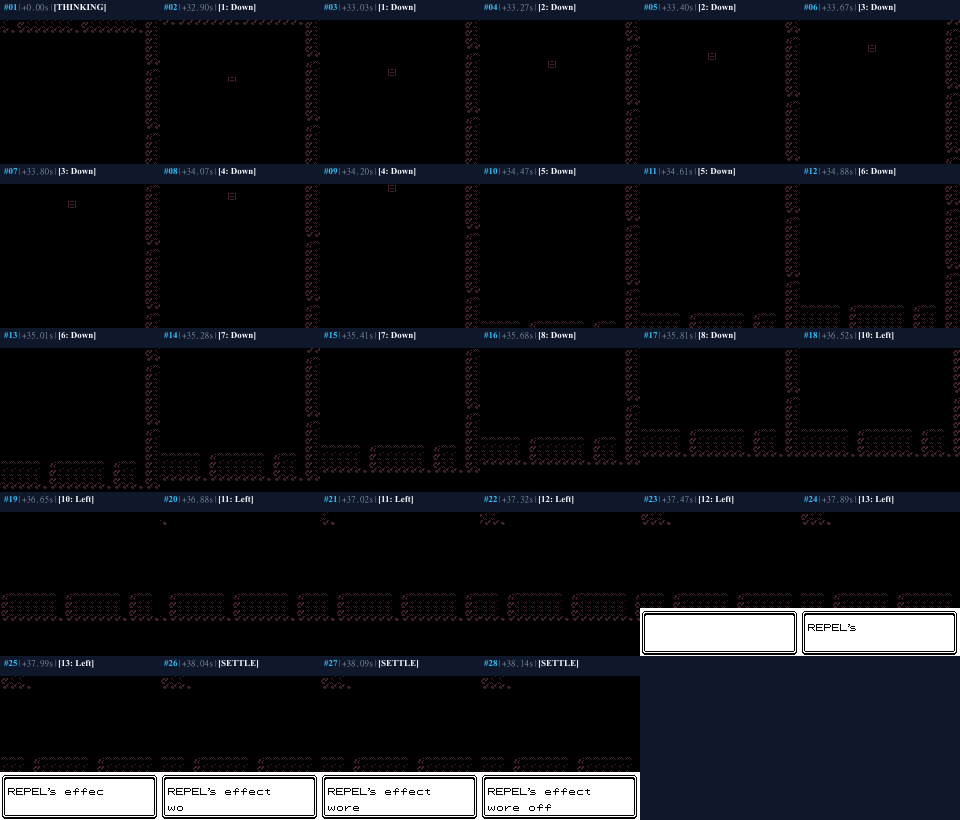 #01 | +0.00s | [THINKING]
#02 | +32.90s | [1: Down]
#03 | +33.03s | [1: Down]
#04 | +33.27s | [2: Down]
#05 | +33.40s | [2: Down]
#06 | +33.67s | [3: Down]
#07 | +33.80s | [3: Down]
#08 | +34.07s | [4: Down]
#09 | +34.20s | [4: Down]
#10 | +34.47s | [5: Down]
#11 | +34.61s | [5: Down]
#12 | +34.88s | [6: Down]
#13 | +35.01s | [6: Down]
#14 | +35.28s | [7: Down]
#15 | +35.41s | [7: Down]
#16 | +35.68s | [8: Down]
#17 | +35.81s | [8: Down]
#18 | +36.52s | [10: Left]
#19 | +36.65s | [10: Left]
#20 | +36.88s | [11: Left]
#21 | +37.02s | [11: Left]
#22 | +37.32s | [12: Left]
#23 | +37.47s | [12: Left]
#24 | +37.89s | [13: Left]
REPEL's
#25 | +37.99s | [13: Left]
#26 | +38.04s | [SETTLE]
#27 | +38.09s | [SETTLE]
#28 | +38.14s | [SETTLE]
REPEL's effec
REPEL's effect
wo
REPEL's effect
wore
REPEL's effect
wore off